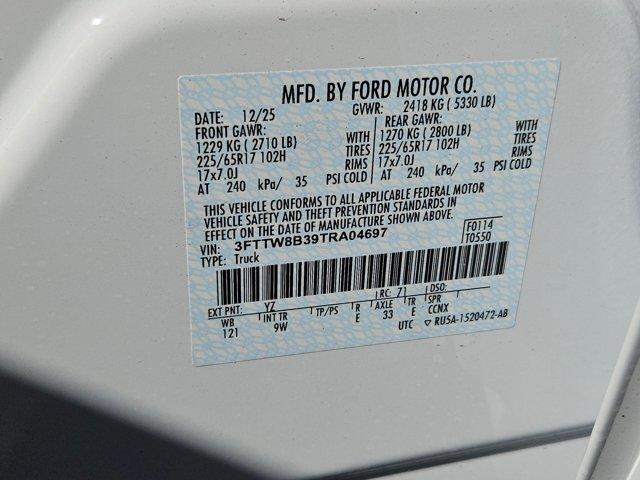 MFD. BY FORD MOTOR CO.
DATE: 12/25 GVWR: 2418 KG ( 5330 LB)
FRONT GAWR: REAR GAWR:
1229 KG ( 2710 LB) WITH 1270 KG ( 2800 LB) WITH
225/65R17 102H TIRES 225/65R17 102H TIRES
17x7.0J RIMS 17x7.0J RIMS
AT 240 kPa/ 35 PSI COLD AT 240 kPa/ 35 PSI COLD
THIS VEHICLE CONFORMS TO ALL APPLICABLE FEDERAL MOTOR
VEHICLE SAFETY AND THEFT PREVENTION STANDARDS IN
EFFECT ON THE DATE OF MANUFACTURE SHOWN ABOVE.
VIN: 3FTTW8B39TRA04697 F0114
TYPE: Truck T0550
EXT PNT: YZ RC: 71 DSO:
WB INT TR TP/PS R AXLE TR SPR
121 9W E 33 E CCNX
UTC ▽ RU5A-1520472-AB